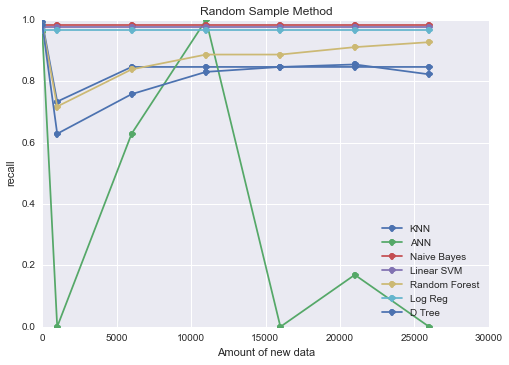 Random Sample Method
1.0
0.8
0.6
0.4
0.2
0.0
recall
0
5000
10000
15000
20000
25000
30000
Amount of new data
KNN
ANN
Naive Bayes
Linear SVM
Random Forest
Log Reg
D Tree